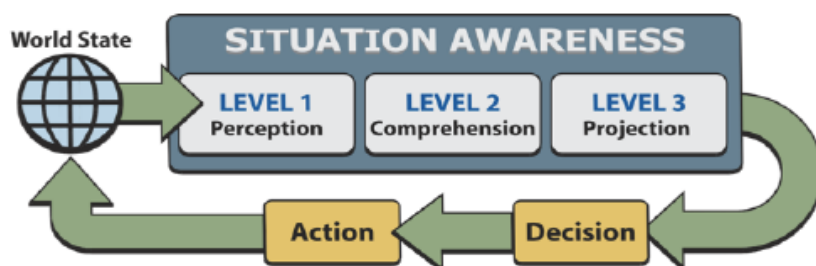 World State
SITUATION AWARENESS
LEVEL 1
Perception
LEVEL 2
Comprehension
LEVEL 3
Projection
Action
Decision